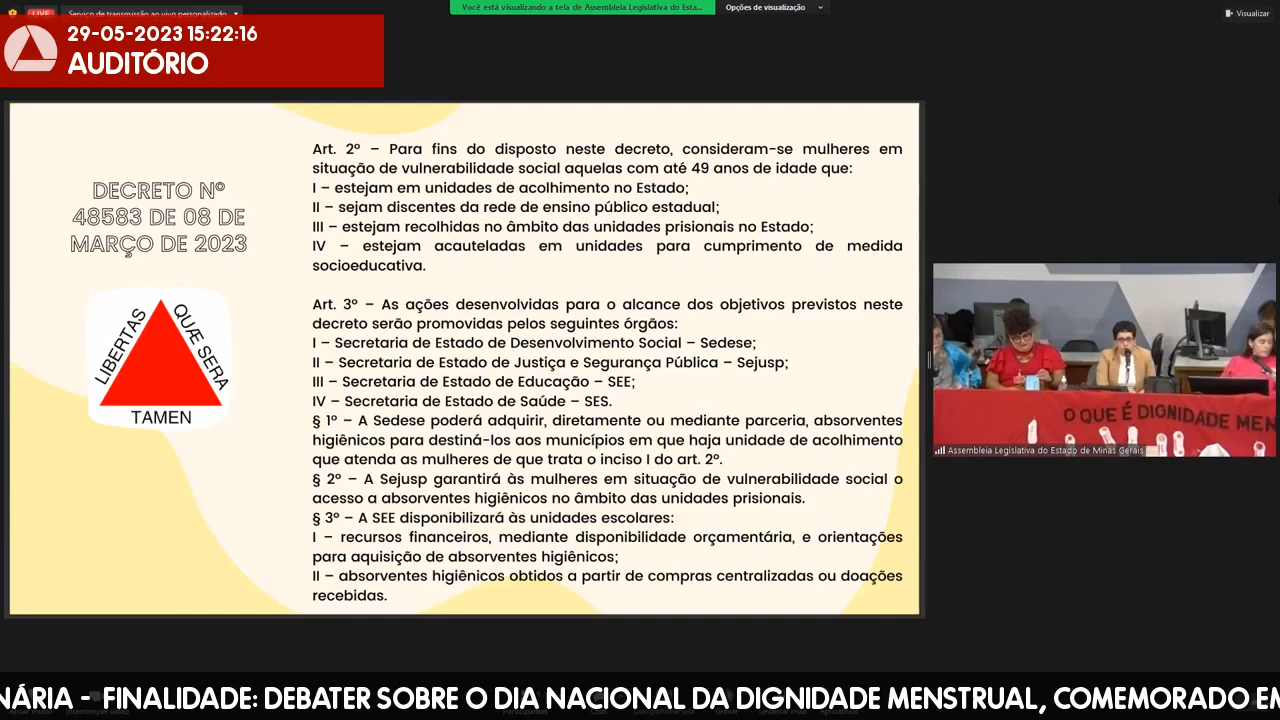 LIVE
Serviço de transmissão ao vivo personalizado
Você está visualizando a tela de Assembleia Legislativa do Esta...
Opções de visualização
Visualizar
29-05-2023 15:22:16
AUDITÓRIO
DECRETO Nº
48583 DE 08 DE
MARÇO DE 2023
LIBERTAS
QUÆ SERA
TAMEN
Art. 2º – Para fins do disposto neste decreto, consideram-se mulheres em
situação de vulnerabilidade social aquelas com até 49 anos de idade que:
I – estejam em unidades de acolhimento no Estado;
II – sejam discentes da rede de ensino público estadual;
III – estejam recolhidas no âmbito das unidades prisionais no Estado;
IV – estejam acauteladas em unidades para cumprimento de medida
socioeducativa.
Art. 3º – As ações desenvolvidas para o alcance dos objetivos previstos neste
decreto serão promovidas pelos seguintes órgãos:
I – Secretaria de Estado de Desenvolvimento Social – Sedese;
II – Secretaria de Estado de Justiça e Segurança Pública – Sejusp;
III – Secretaria de Estado de Educação – SEE;
IV – Secretaria de Estado de Saúde – SES.
§ 1º – A Sedese poderá adquirir, diretamente ou mediante parceria, absorventes
higiênicos para destiná-los aos municípios em que haja unidade de acolhimento
que atenda as mulheres de que trata o inciso I do art. 2º.
§ 2º – A Sejusp garantirá às mulheres em situação de vulnerabilidade social o
acesso a absorventes higiênicos no âmbito das unidades prisionais.
§ 3º – A SEE disponibilizará às unidades escolares:
I – recursos financeiros, mediante disponibilidade orçamentária, e orientações
para aquisição de absorventes higiênicos;
II – absorventes higiênicos obtidos a partir de compras centralizadas ou doações
recebidas.
O QUE É DIGNIDADE MEN
Assembleia Legislativa do Estado de Minas Gerais
NÁRIA - FINALIDADE: DEBATER SOBRE O DIA NACIONAL DA DIGNIDADE MENSTRUAL, COMEMORADO EM